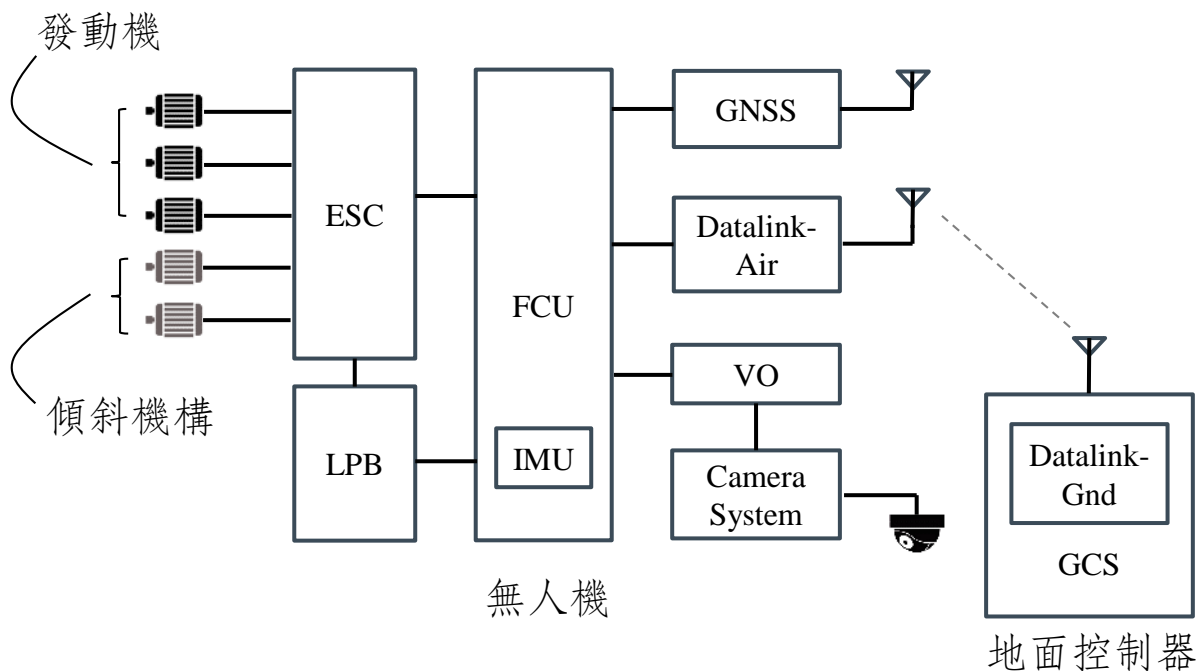 發動機
ESC
LPB
傾斜機構
FCU
IMU
GNSS
Datalink-
Air
VO
Camera
System
無人機
Datalink-
Gnd
GCS
地面控制器